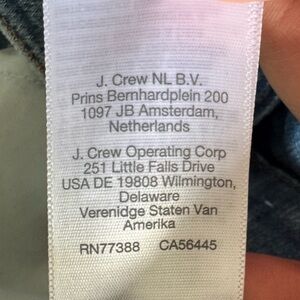 J. Crew NL B.V.
Prins Bernhardplein 200
1097 JB Amsterdam,
Netherlands
J. Crew Operating Corp
251 Little Falls Drive
USA DE 19808 Wilmington,
Delaware
Verenidge Staten Van
Amerika
RN77388 CA56445